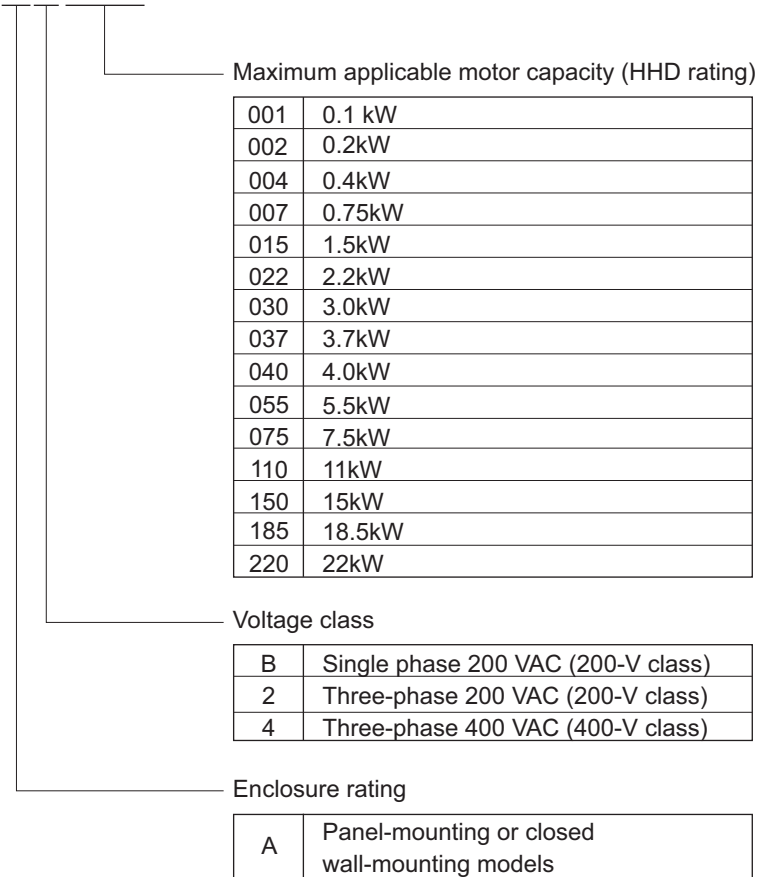 Maximum applicable motor capacity (HHD rating)
001 0.1 kW
002 0.2kW
004 0.4kW
007 0.75kW
015 1.5kW
022 2.2kW
030 3.0kW
037 3.7kW
040 4.0kW
055 5.5kW
075 7.5kW
110 11kW
150 15kW
185 18.5kW
220 22kW
Voltage class
B Single phase 200 VAC (200-V class)
2 Three-phase 200 VAC (200-V class)
4 Three-phase 400 VAC (400-V class)
Enclosure rating
A Panel-mounting or closed
wall-mounting models